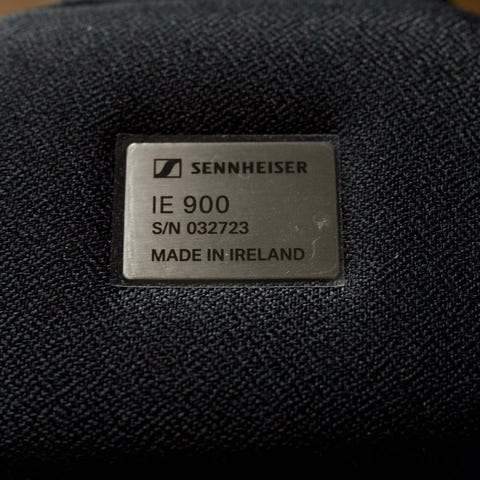 SENNHEISER
IE 900
S/N 032723
MADE IN IRELAND